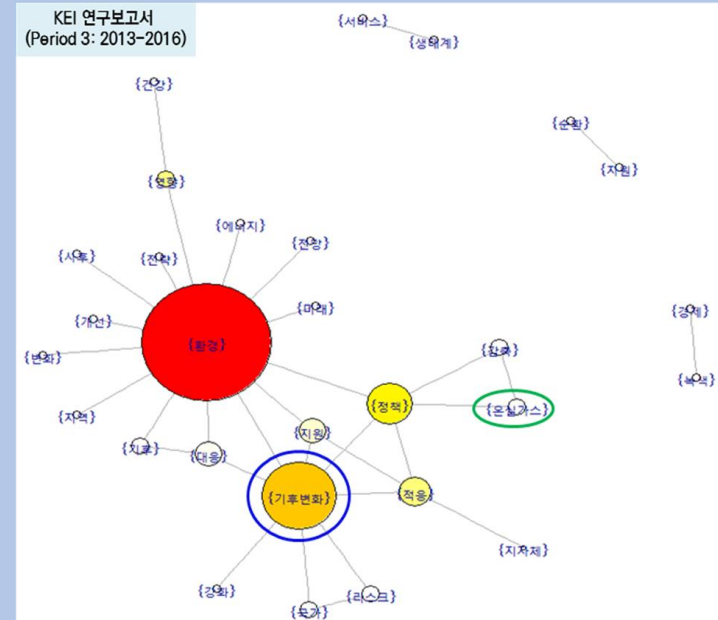 KEI 연구보고서
(Period 3: 2013-2016)
{서비스}
{생태계}
{건강}
{순환}
{자원}
{영향}
{에너지}
{전망}
{사후}
{전략}
{미래}
{개선}
{환경}
{변화}
{경제}
{녹색}
{감축}
{정책}
{온실가스}
{지역}
{지원}
{기후}
{대응}
{기후변화}
{적응}
{지자체}
{강화}
{국가}
{리스크}